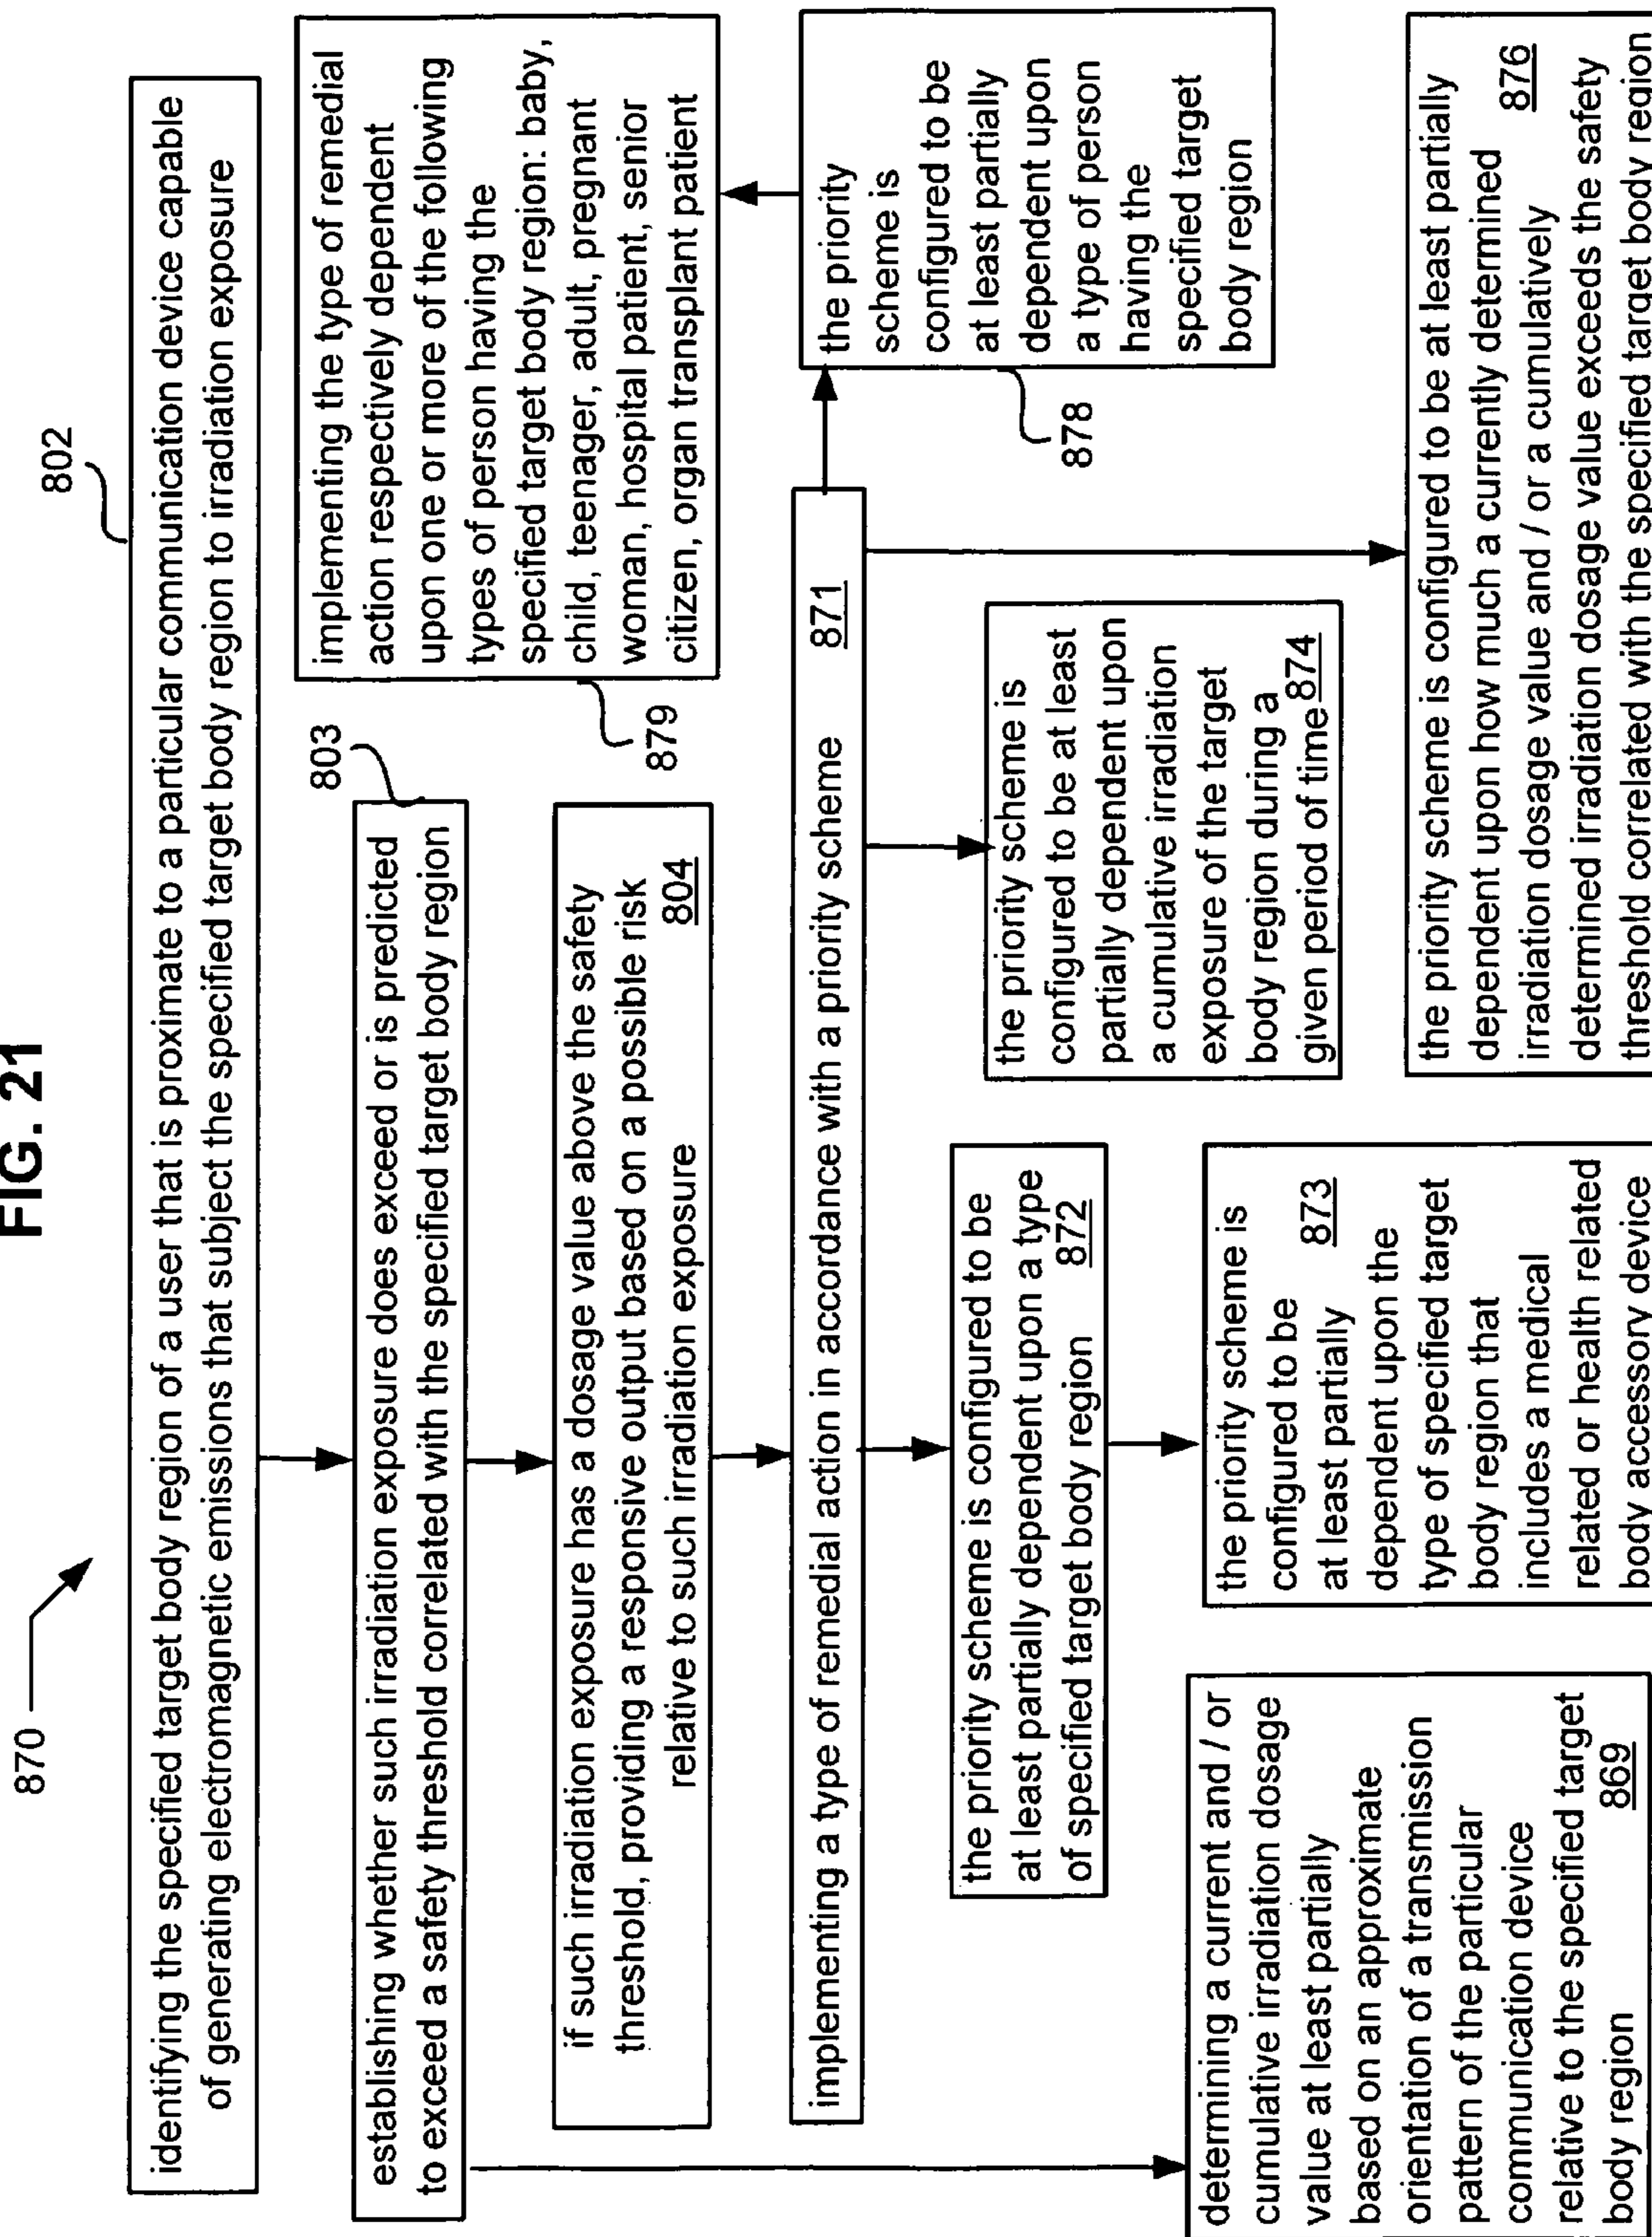 FIG. 21
870
802
identifying the specified target body region of a user that is proximate to a particular communication device capable
of generating electromagnetic emissions that subject the specified target body region to irradiation exposure
803
establishing whether such irradiation exposure does exceed or is predicted
to exceed a safety threshold correlated with the specified target body region
if such irradiation exposure has a dosage value above the safety
threshold, providing a responsive output based on a possible risk
relative to such irradiation exposure 804
implementing the type of remedial
action respectively dependent
upon one or more of the following
types of person having the
specified target body region: baby,
child, teenager, adult, pregnant
woman, hospital patient, senior
citizen, organ transplant patient
879
implementing a type of remedial action in accordance with a priority scheme 871
the priority
scheme is
configured to be
at least partially
dependent upon
a type of person
having the
specified target
body region
878
the priority scheme is configured to be
at least partially dependent upon a type
of specified target body region 872
the priority scheme is
configured to be at least
partially dependent upon
a cumulative irradiation
exposure of the target
body region during a
given period of time 874
determining a current and / or
cumulative irradiation dosage
value at least partially
based on an approximate
orientation of a transmission
pattern of the particular
communication device
relative to the specified target
body region 869
the priority scheme is
configured to be
at least partially 873
dependent upon the
type of specified target
body region that
includes a medical
related or health related
body accessory device
the priority scheme is configured to be at least partially
dependent upon how much a currently determined
irradiation dosage value and / or a cumulatively 876
determined irradiation dosage value exceeds the safety
threshold correlated with the specified target body region